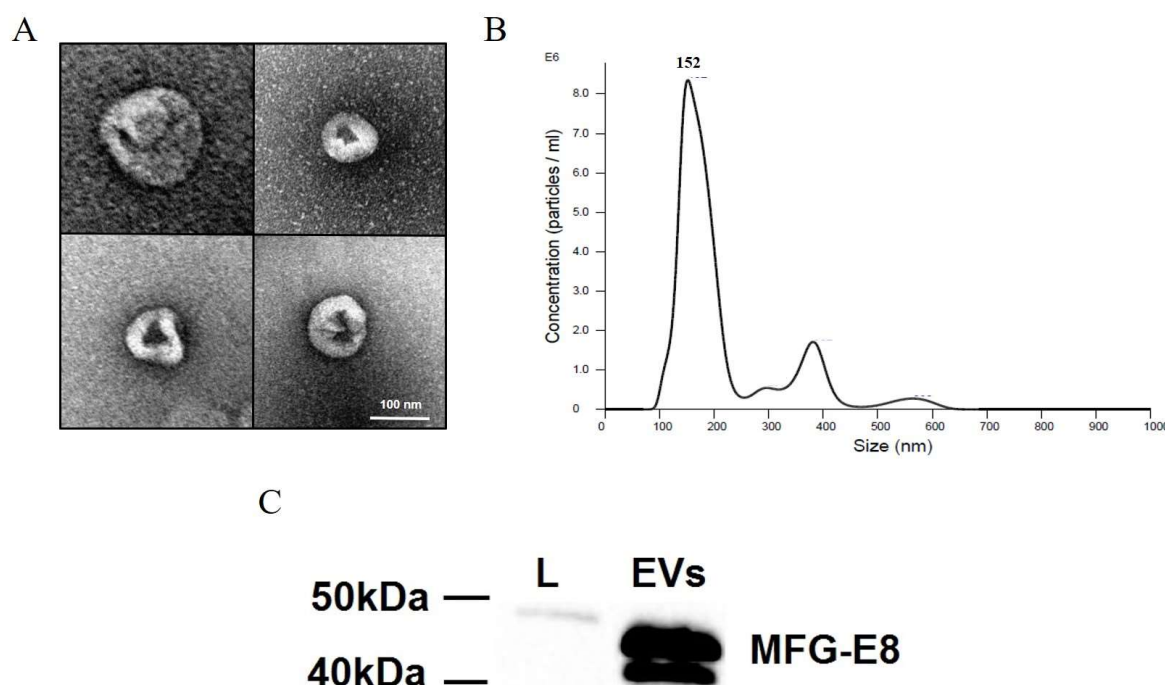 A
B
100 nm
E6
152
8.0
7.0
6.0
5.0
4.0
3.0
2.0
1.0
0
Concentration (particles / ml)
0 100 200 300 400 500 600 700 800 900 1000
Size (nm)
C
L EVs
50kDa
MFG-E8
40kDa